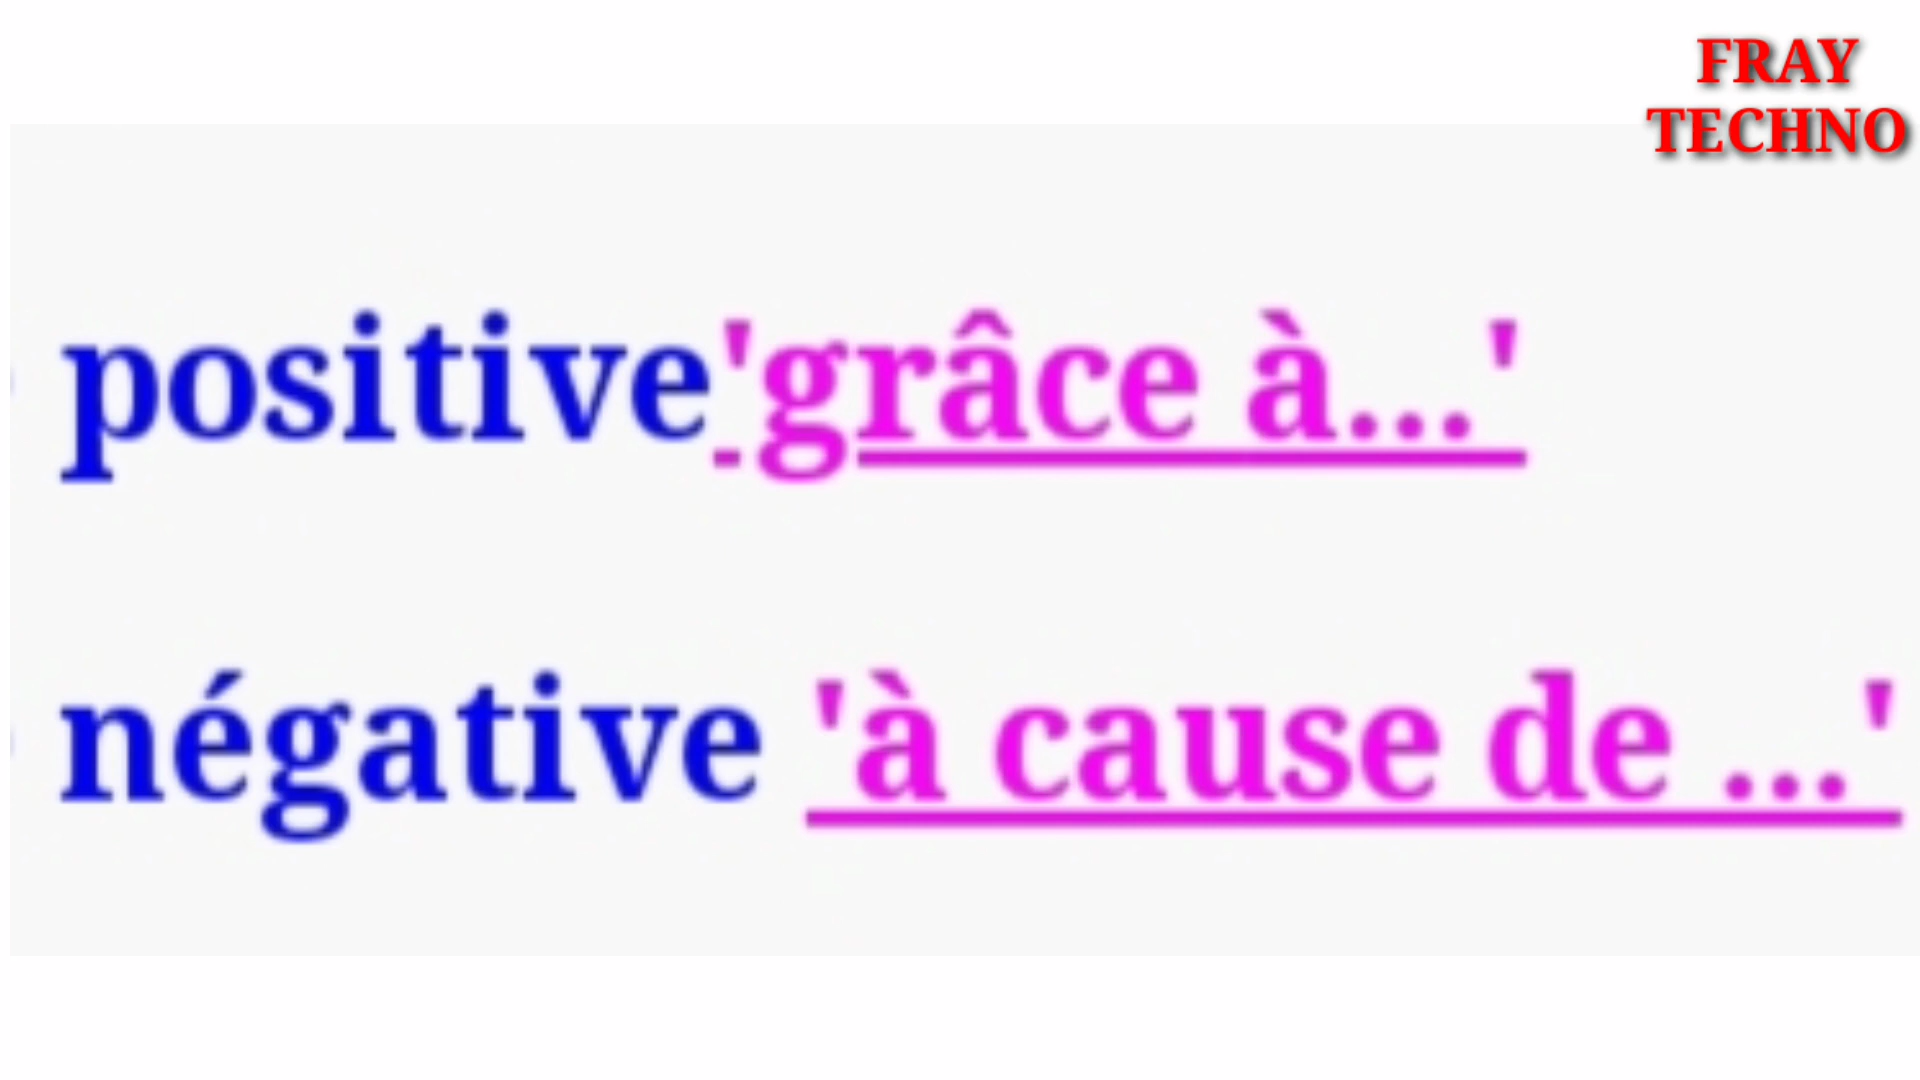 FRAY
TECHNO
positive'grâce à...'
négative 'à cause de ...'